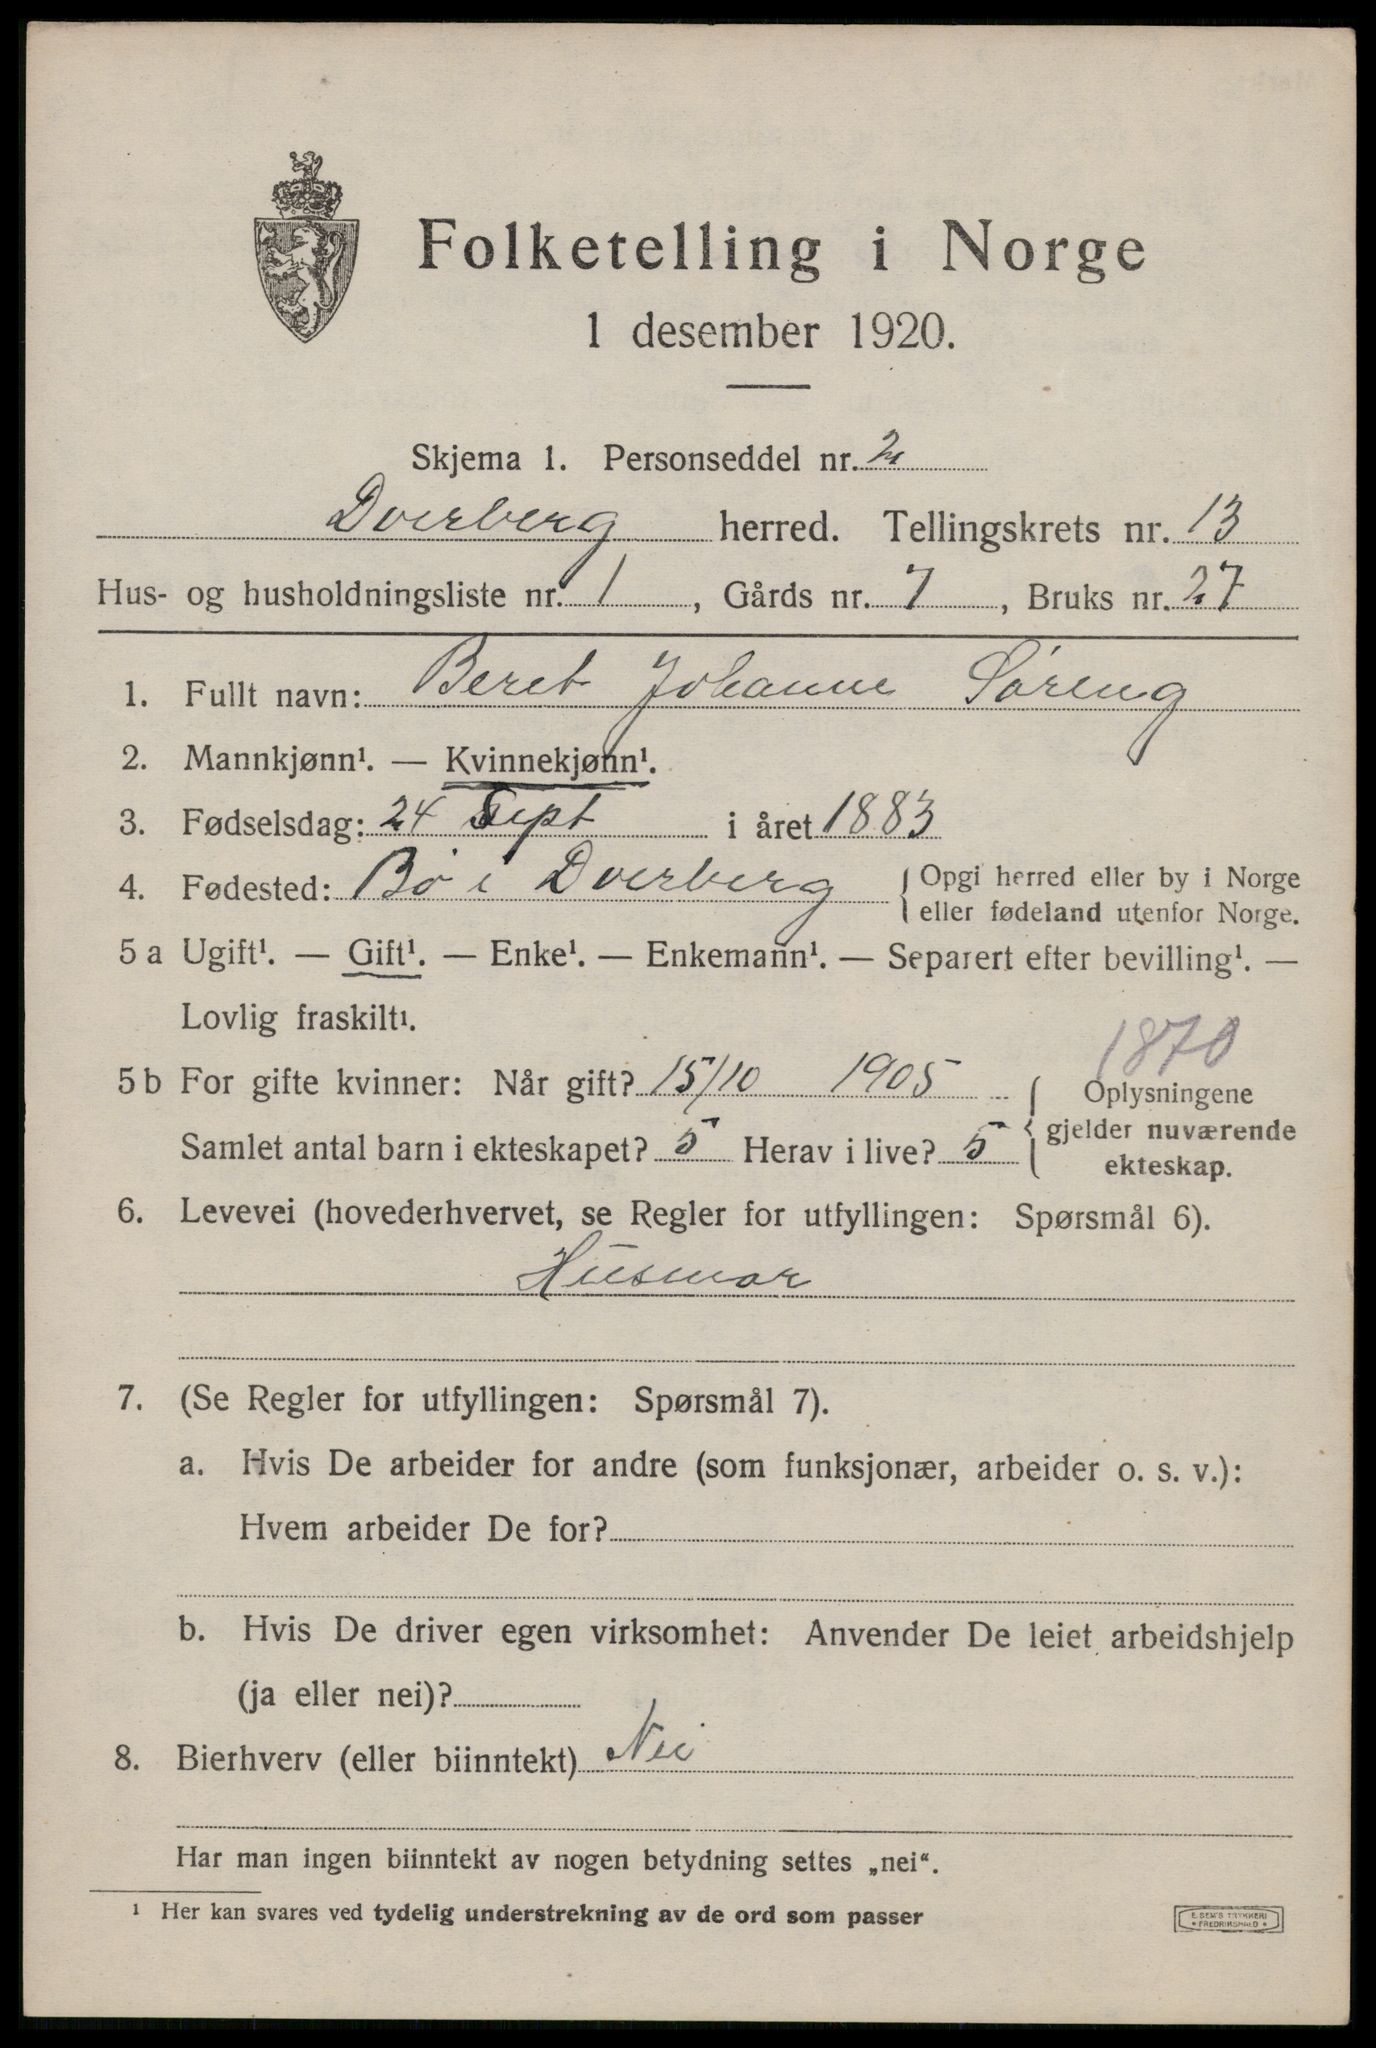 Folketelling i Norge
1 desember 1920.
Skjema 1. Personseddel nr. 2
Dverberg herred. Tellingskrets nr. 13
Hus- og husholdningsliste nr. 1, Gårds nr. 7, Bruks nr. 27
1. Fullt navn: Beret Johanne Søreng
2. Mannkjønn¹. — Kvinnekjønn¹.
3. Fødselsdag: 24 Sept i året 1883
4. Fødested: Bø i Dverberg { Opgi herred eller by i Norge
eller fødeland utenfor Norge.
5 a Ugift¹. — Gift¹. — Enke¹. — Enkemann¹. — Separert efter bevilling¹. —
Lovlig fraskilt¹.
1870
5 b For gifte kvinner: Når gift? 15/10 1905 { Oplysningene
gjelder nuværende
Samlet antal barn i ekteskapet? 5 Herav i live? 5
ekteskap.
6. Levevei (hovederhvervet, se Regler for utfyllingen: Spørsmål 6).
Husmor
7. (Se Regler for utfyllingen: Spørsmål 7).
a. Hvis De arbeider for andre (som funksjonær, arbeider o. s. v.):
Hvem arbeider De for?
b. Hvis De driver egen virksomhet: Anvender De leiet arbeidshjelp
(ja eller nei)?
8. Bierhverv (eller biinntekt) Nei
Har man ingen biinntekt av nogen betydning settes „nei“.
¹ Her kan svares ved tydelig understrekning av de ord som passer
E. SEM'S TRYKKERI
• FREDRIKSHALD •